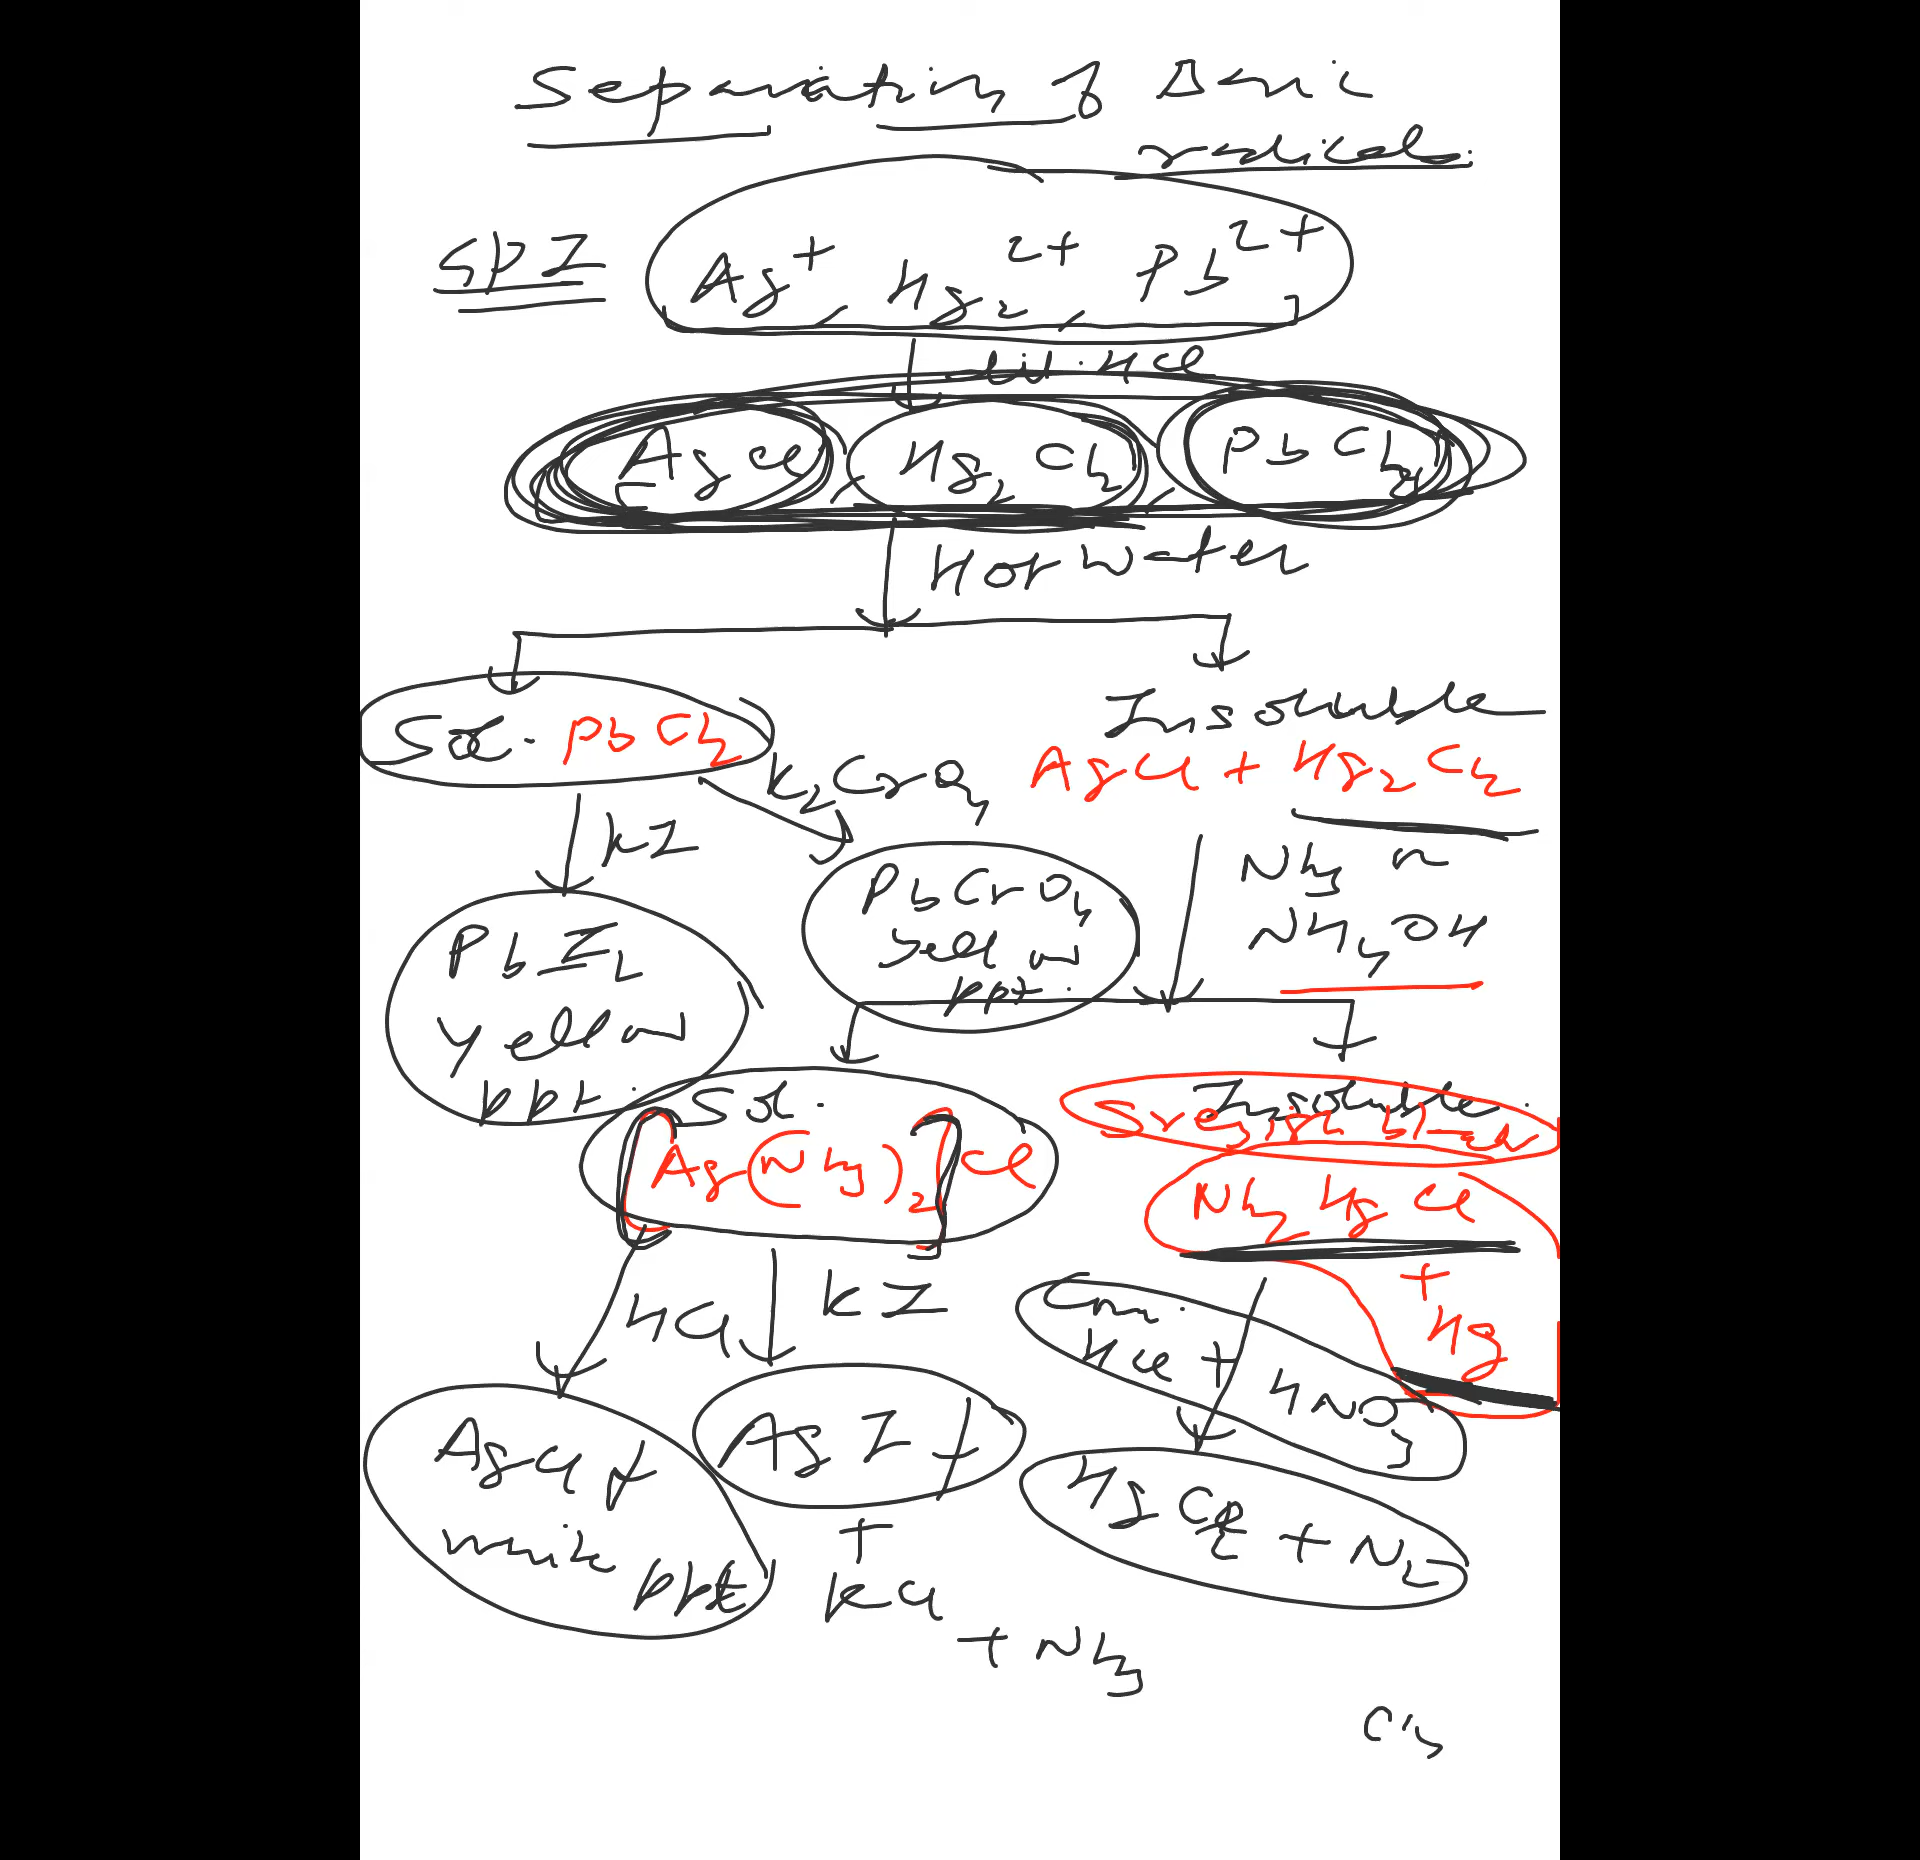 Separation of Basic
radicals.
GP I Ag+, Hg2 2+, Pb2+
dil. HCl
AgCl, Hg2Cl2, PbCl2
Hot water
Sol. PbCl2
Insoluble
K2CrO4 AgCl + Hg2Cl2
KI
PbCrO4
yellow
ppt.
NH3 or
NH4OH
PbI2
yellow
ppt.
Sol.
[Ag(NH3)2]Cl
Insoluble
NH2HgCl
+
Hg
HCl
KI
Con.
HCl +
HNO3
AgCl ↓
white
ppt
AgI ↓
+
KCl
+ NH3
HgCl2 + N2